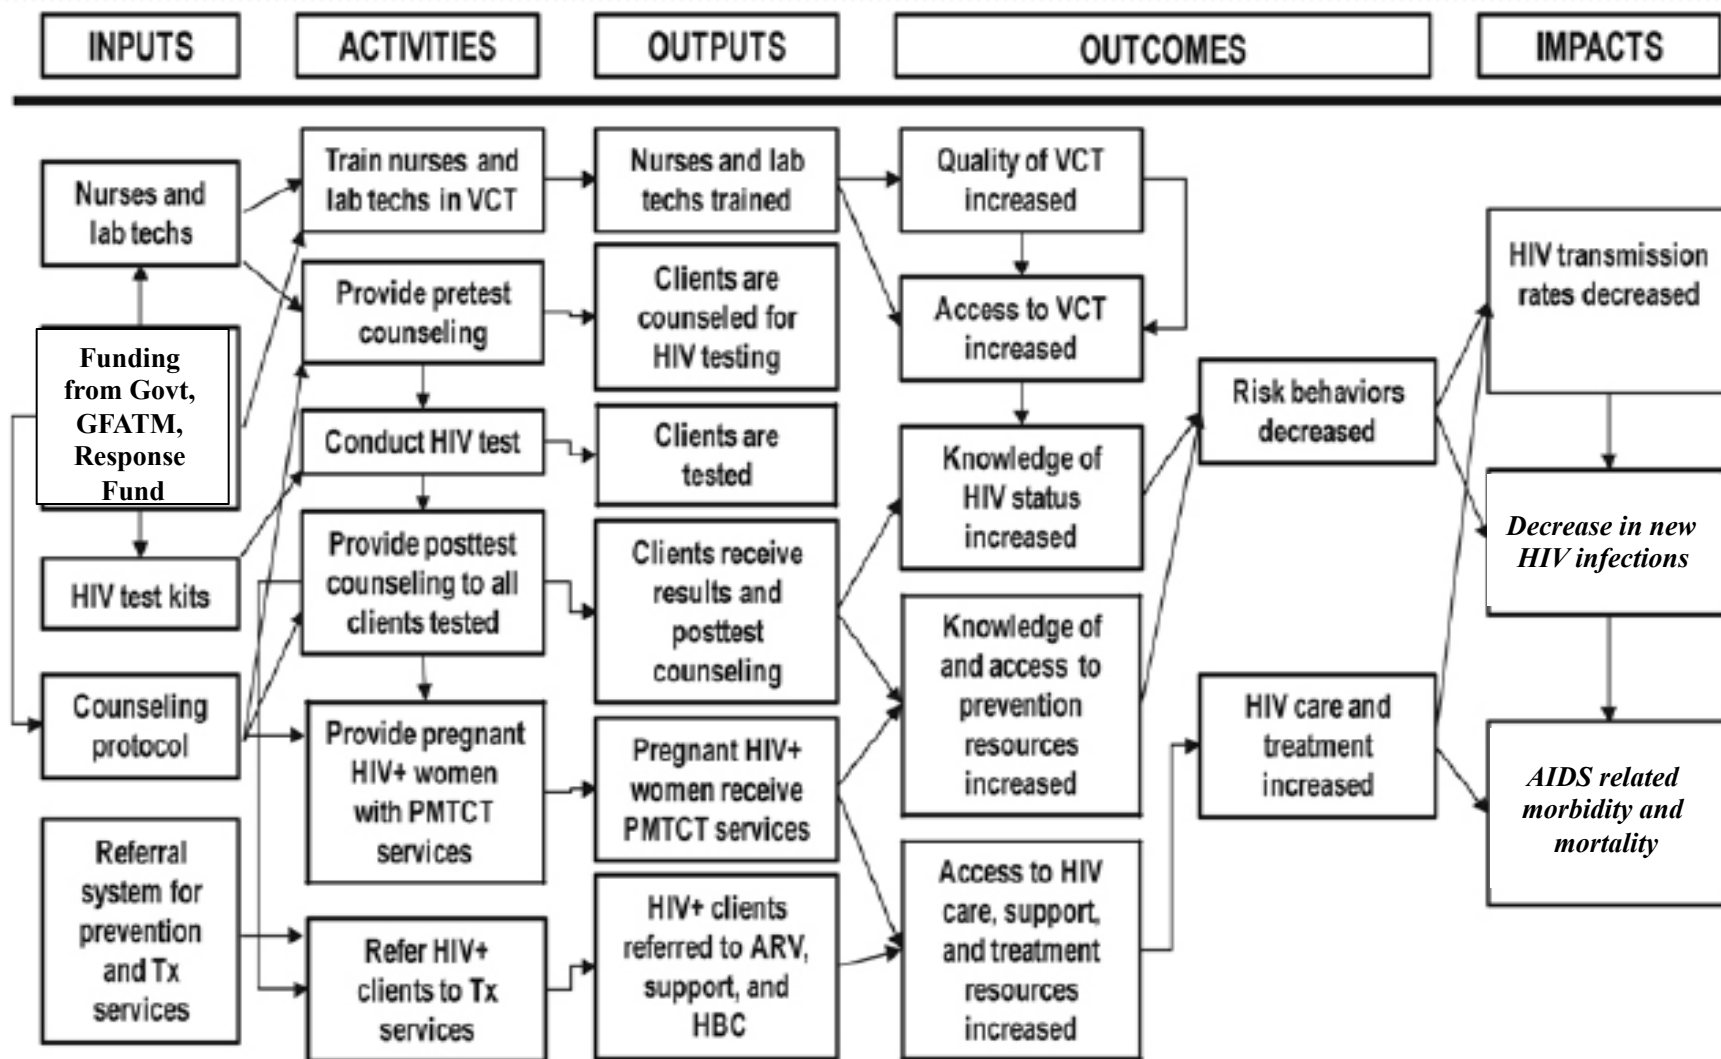 INPUTS
ACTIVITIES
OUTPUTS
OUTCOMES
IMPACTS
Nurses and
lab techs
Funding
from Govt,
GFATM,
Response
Fund
HIV test kits
Counseling
protocol
Referral
system for
prevention
and Tx
services
Train nurses and
lab techs in VCT
Provide pretest
counseling
Conduct HIV test
Provide posttest
counseling to all
clients tested
Provide pregnant
HIV+ women
with PMTCT
services
Refer HIV+
clients to Tx
services
Nurses and lab
techs trained
Clients are
counseled for
HIV testing
Clients are
tested
Clients receive
results and
posttest
counseling
Pregnant HIV+
women receive
PMTCT services
HIV+ clients
referred to ARV,
support, and
HBC
Quality of VCT
increased
Access to VCT
increased
Knowledge of
HIV status
increased
Knowledge of
and access to
prevention
resources
increased
Access to HIV
care, support,
and treatment
resources
increased
Risk behaviors
decreased
HIV care and
treatment
increased
HIV transmission
rates decreased
Decrease in new
HIV infections
AIDS related
morbidity and
mortality